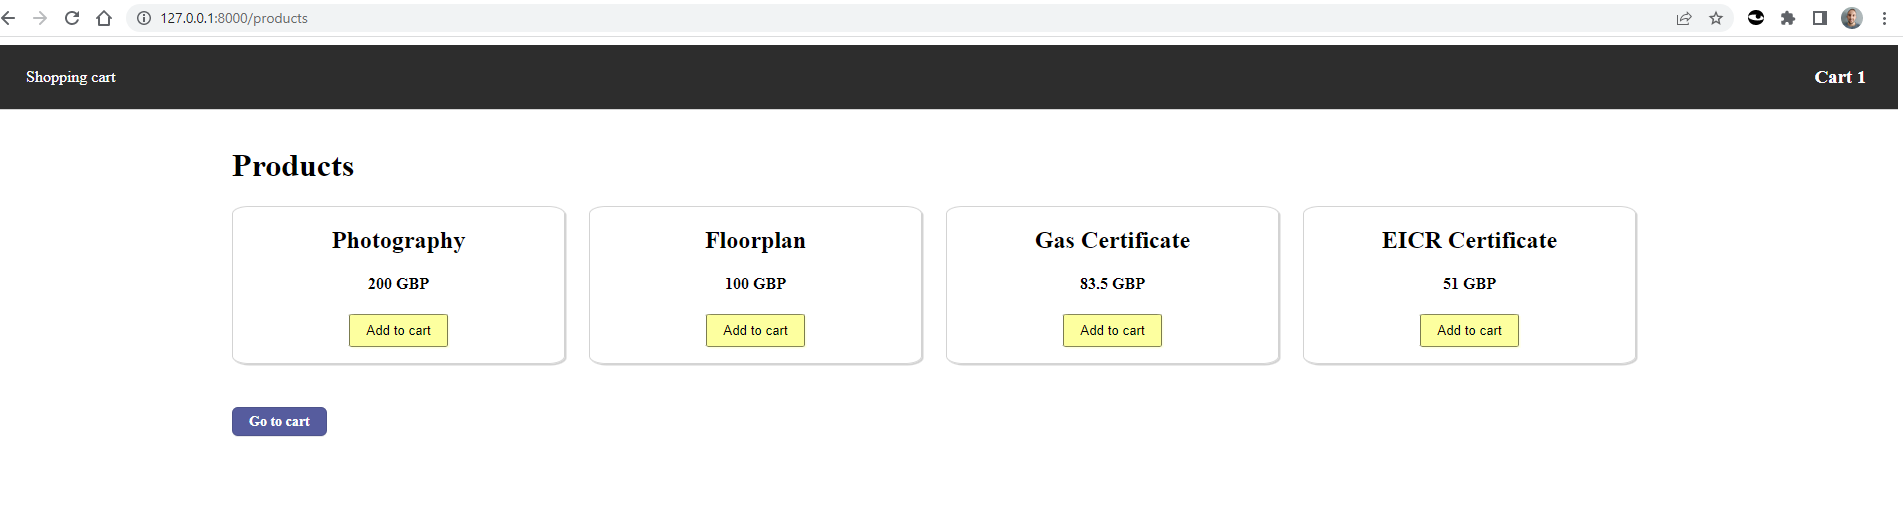 127.0.0.1:8000/products
Shopping cart
Cart 1
Products
Photography
200 GBP
Add to cart
Floorplan
100 GBP
Add to cart
Gas Certificate
83.5 GBP
Add to cart
EICR Certificate
51 GBP
Add to cart
Go to cart